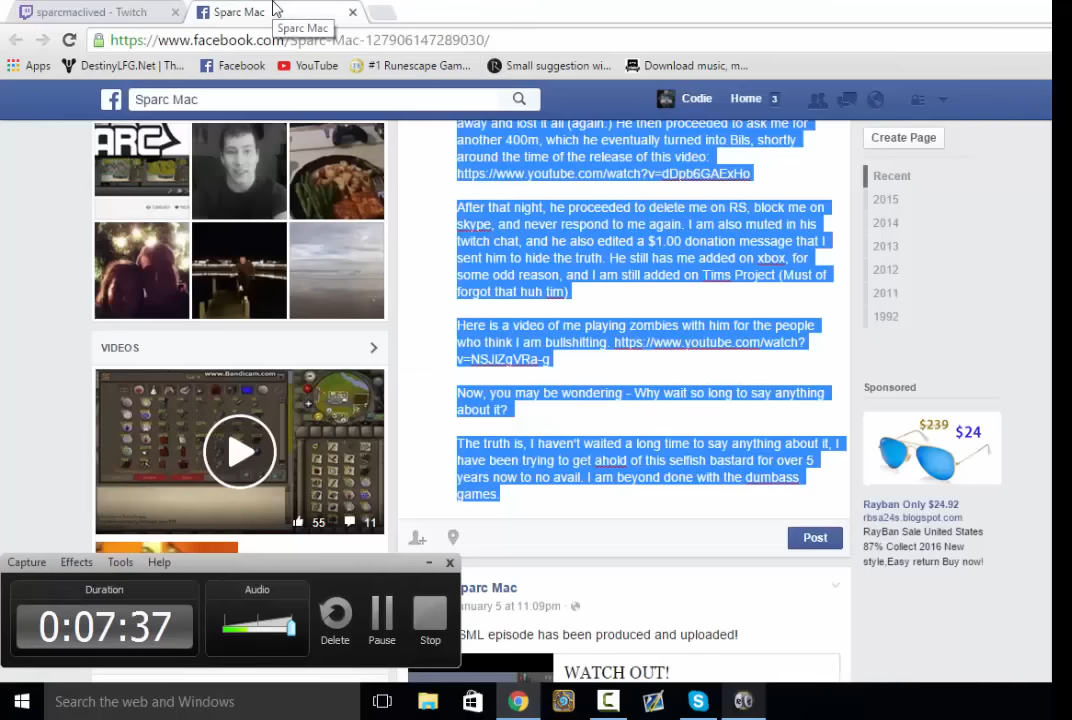 sparcmaclived - Twitch
Sparc Mac
Sparc Mac
https://www.facebook.com/Sparc-Mac-127906147289030/
Apps
DestinyLFG.Net | Th...
Facebook
YouTube
#1 Runescape Gam...
Small suggestion wi...
Download music, m...
Sparc Mac
Codie
Home 3
away and lost it all (again.) He then proceeded to ask me for
another 400m, which he eventually turned into Bils, shortly
around the time of the release of this video:
https://www.youtube.com/watch?v=dDpb6GAExHo
After that night, he proceeded to delete me on RS, block me on
skype, and never respond to me again. I am also muted in his
twitch chat, and he also edited a $1.00 donation message that I
sent him to hide the truth. He still has me added on xbox, for
some odd reason, and I am still added on Tims Project (Must of
forgot that huh tim)
Here is a video of me playing zombies with him for the people
who think I am bullshitting. https://www.youtube.com/watch?
v=NSJlZgVRa-g
Now, you may be wondering - Why wait so long to say anything
about it?
The truth is, I haven't waited a long time to say anything about it, I
have been trying to get ahold of this selfish bastard for over 5
years now to no avail. I am beyond done with the dumbass
games.
Post
Sparc Mac
January 5 at 11.09pm
SML episode has been produced and uploaded!
WATCH OUT!
ARC
VIDEOS
www.Bandicam.com
55
11
Create Page
Recent
2015
2014
2013
2012
2011
1992
Sponsored
$239
$24
Rayban Only $24.92
rbsa24s.blogspot.com
RayBan Sale United States
87% Collect 2016 New
style,Easy return Buy now!
Capture
Effects
Tools
Help
Duration
0:07:37
Audio
Delete
Pause
Stop
Search the web and Windows